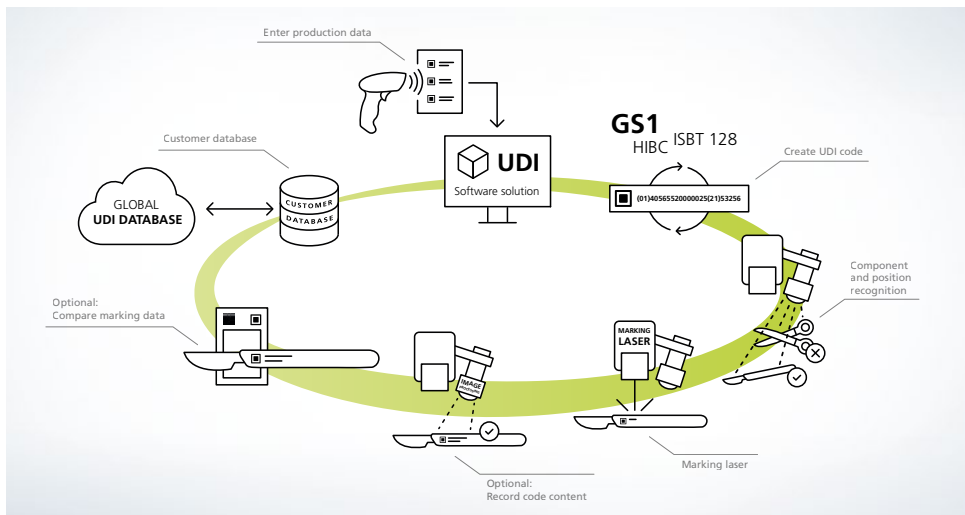 Enter production data
Customer database
GLOBAL
UDI DATABASE
CUSTOMER
DATABASE
UDI
Software solution
GS1
HIBC ISBT 128
Create UDI code
(01)40565520000025(21)53256
Component
and position
recognition
MARKING
LASER
Marking laser
IMAGE
Optional:
Record code content
Optional:
Compare marking data